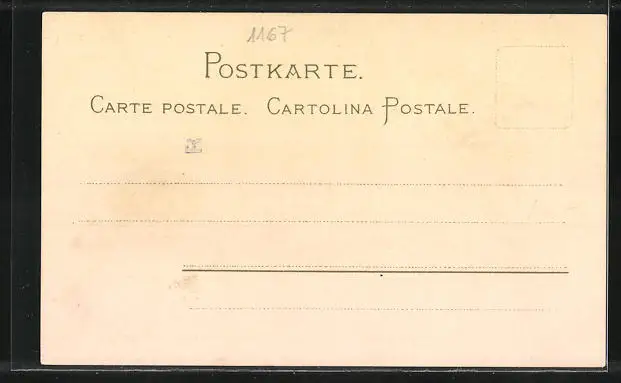 1167
POSTKARTE.
CARTE POSTALE. CARTOLINA POSTALE.